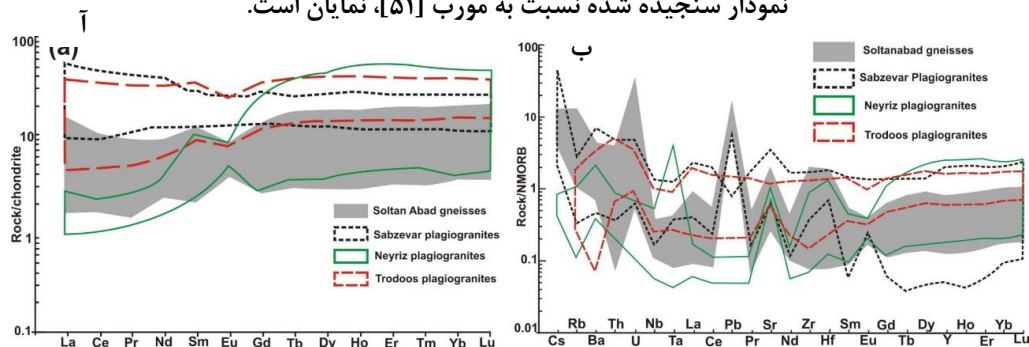 نمودار سنجیده شده نسبت به مورب [۵۱]، نمایان است.
آ
(a)
100
10
1
0.1
Rock/chondrite
Soltan Abad gneisses
Sabzevar plagiogranites
Neyriz plagiogranites
Trodoos plagiogranites
La Ce Pr Nd Sm Eu Gd Tb Dy Ho Er Tm Yb Lu
ب
100
10
1
0.1
0.01
Rock/NMORB
Soltanabad gneisses
Sabzevar Plagiogranites
Neyriz plagiogranites
Trodoos plagiogranites
Rb Th Nb La Pb Sr Zr Sm Gd Dy Ho Yb
Cs Ba U Ta Ce Pr Nd Hf Eu Tb Y Er Lu